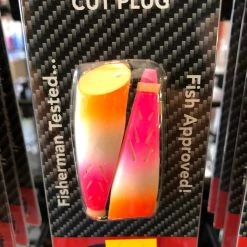 CUT PLUG
Fisherman Tested...
Fish Approved!